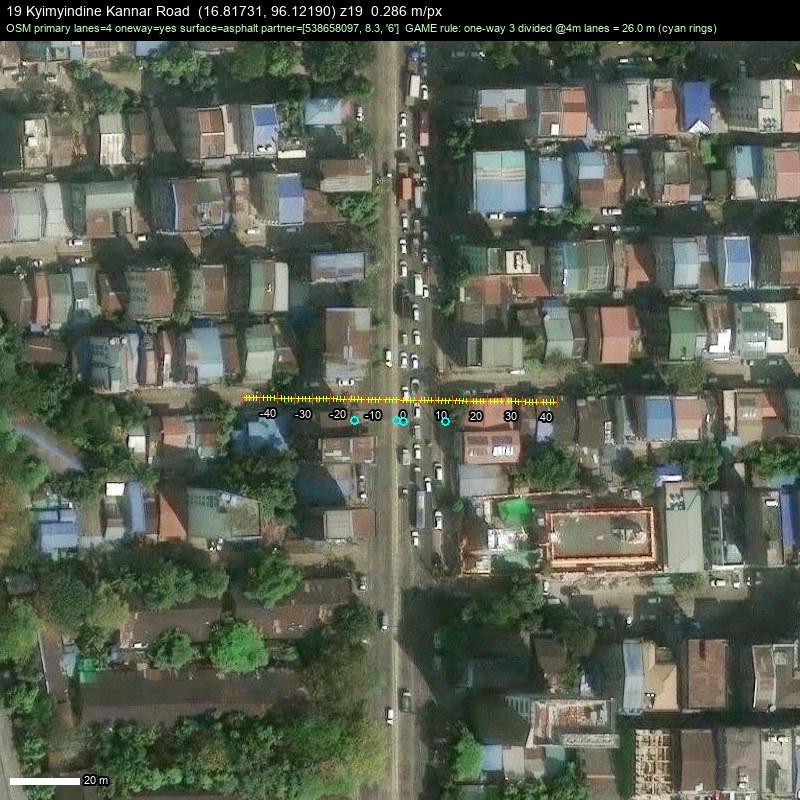 19 Kyimyindine Kannar Road (16.81731, 96.12190) z19 0.286 m/px
OSM primary lanes=4 oneway=yes surface=asphalt partner=[538658097, 8.3, '6'] GAME rule: one-way 3 divided @4m lanes = 26.0 m (cyan rings)
-40 -30 -20 -10 0 10 20 30 40
20 m